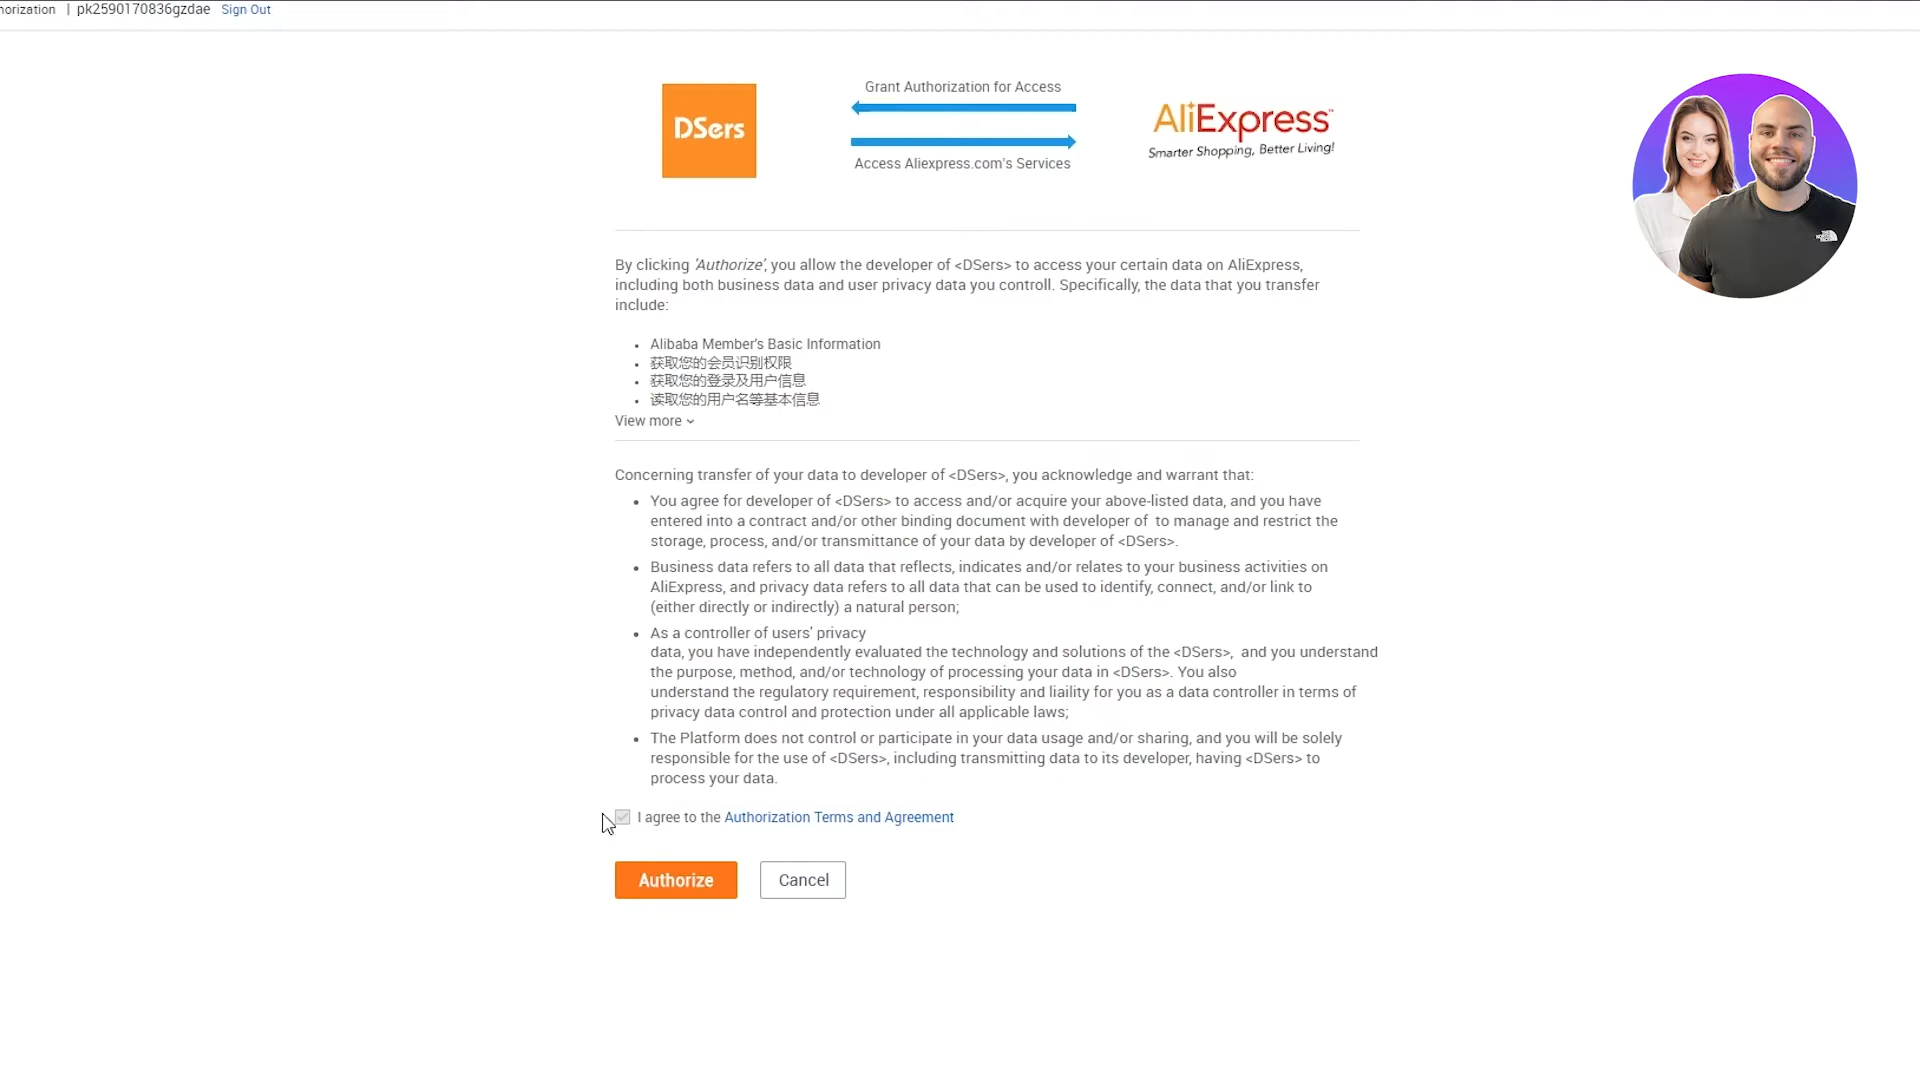 horization | pk2590170836gzdae Sign Out
Grant Authorization for Access
DSers
AliExpress™
Smarter Shopping, Better Living!
Access Aliexpress.com's Services
By clicking 'Authorize', you allow the developer of <DSers> to access your certain data on AliExpress,
including both business data and user privacy data you controll. Specifically, the data that you transfer
include:
• Alibaba Member's Basic Information
• 获取您的会员识别权限
• 获取您的登录及用户信息
• 读取您的用户名等基本信息
View more
Concerning transfer of your data to developer of <DSers>, you acknowledge and warrant that:
• You agree for developer of <DSers> to access and/or acquire your above-listed data, and you have
entered into a contract and/or other binding document with developer of to manage and restrict the
storage, process, and/or transmittance of your data by developer of <DSers>.
• Business data refers to all data that reflects, indicates and/or relates to your business activities on
AliExpress, and privacy data refers to all data that can be used to identify, connect, and/or link to
(either directly or indirectly) a natural person;
• As a controller of users' privacy
data, you have independently evaluated the technology and solutions of the <DSers>, and you understand
the purpose, method, and/or technology of processing your data in <DSers>. You also
understand the regulatory requirement, responsibility and liaility for you as a data controller in terms of
privacy data control and protection under all applicable laws;
• The Platform does not control or participate in your data usage and/or sharing, and you will be solely
responsible for the use of <DSers>, including transmitting data to its developer, having <DSers> to
process your data.
I agree to the Authorization Terms and Agreement
Authorize Cancel